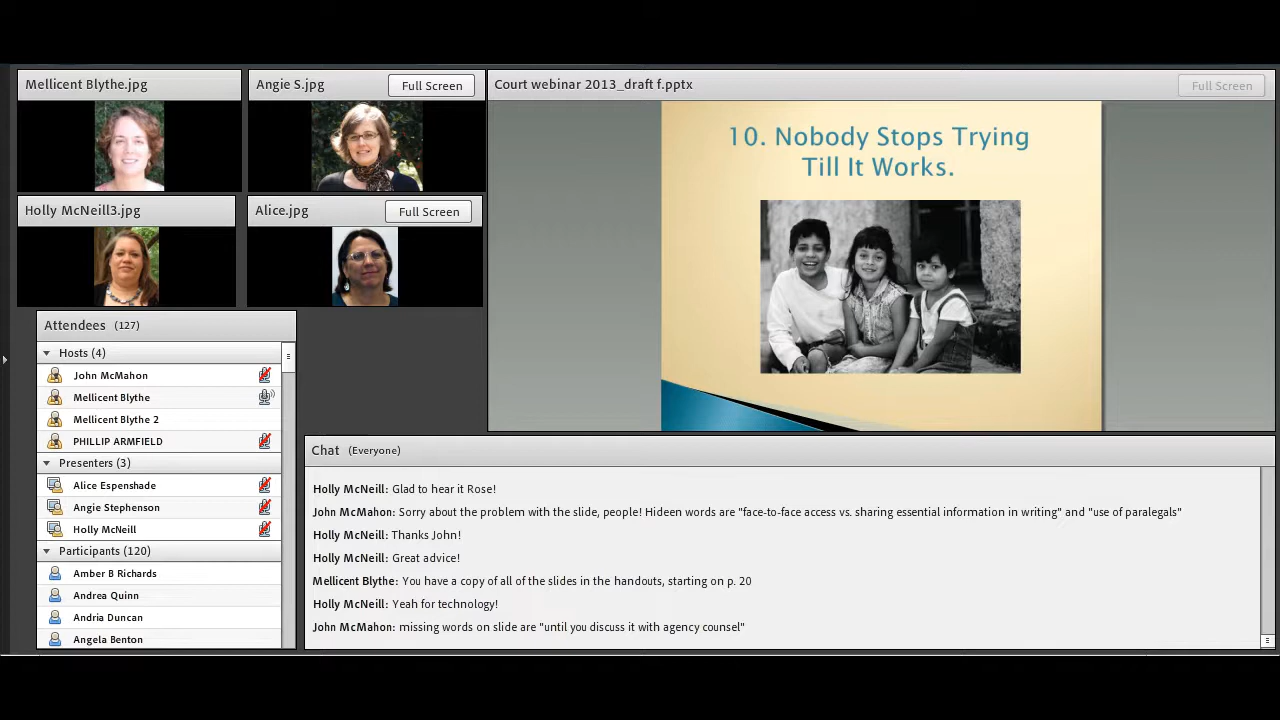 Mellicent Blythe.jpg
Angie S.jpg
Full Screen
Court webinar 2013_draft f.pptx
Full Screen
10. Nobody Stops Trying
Till It Works.
Holly McNeill3.jpg
Alice.jpg
Full Screen
Attendees (127)
Hosts (4)
John McMahon
Mellicent Blythe
Mellicent Blythe 2
PHILLIP ARMFIELD
Presenters (3)
Alice Espenshade
Angie Stephenson
Holly McNeill
Participants (120)
Amber B Richards
Andrea Quinn
Andria Duncan
Angela Benton
Chat (Everyone)
Holly McNeill: Glad to hear it Rose!
John McMahon: Sorry about the problem with the slide, people! Hideen words are "face-to-face access vs. sharing essential information in writing" and "use of paralegals"
Holly McNeill: Thanks John!
Holly McNeill: Great advice!
Mellicent Blythe: You have a copy of all of the slides in the handouts, starting on p. 20
Holly McNeill: Yeah for technology!
John McMahon: missing words on slide are "until you discuss it with agency counsel"